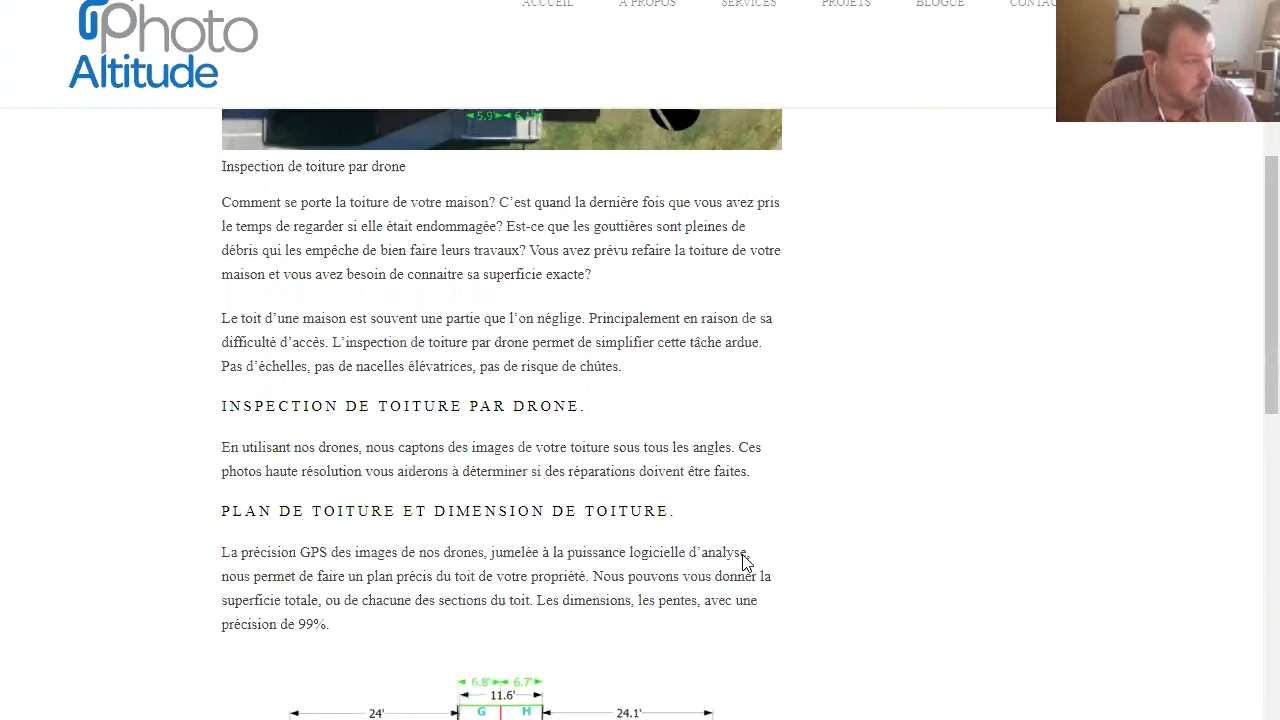 ACCUEIL À PROPOS SERVICES PROJETS BLOGUE
Photo
Altitude
5.9'
Inspection de toiture par drone
Comment se porte la toiture de votre maison? C’est quand la dernière fois que vous avez pris
le temps de regarder si elle était endommagée? Est-ce que les gouttières sont pleines de
débris qui les empêche de bien faire leurs travaux? Vous avez prévu refaire la toiture de votre
maison et vous avez besoin de connaitre sa superficie exacte?
Le toit d’une maison est souvent une partie que l’on néglige. Principalement en raison de sa
difficulté d’accès. L’inspection de toiture par drone permet de simplifier cette tâche ardue.
Pas d’échelles, pas de nacelles élévatrices, pas de risque de chûtes.
INSPECTION DE TOITURE PAR DRONE.
En utilisant nos drones, nous captons des images de votre toiture sous tous les angles. Ces
photos haute résolution vous aiderons à déterminer si des réparations doivent être faites.
PLAN DE TOITURE ET DIMENSION DE TOITURE.
La précision GPS des images de nos drones, jumelée à la puissance logicielle d’analyse,
nous permet de faire un plan précis du toit de votre propriété. Nous pouvons vous donner la
superficie totale, ou de chacune des sections du toit. Les dimensions, les pentes, avec une
précision de 99%.
6.8' 6.7'
11.6'
24' G H 24.1'